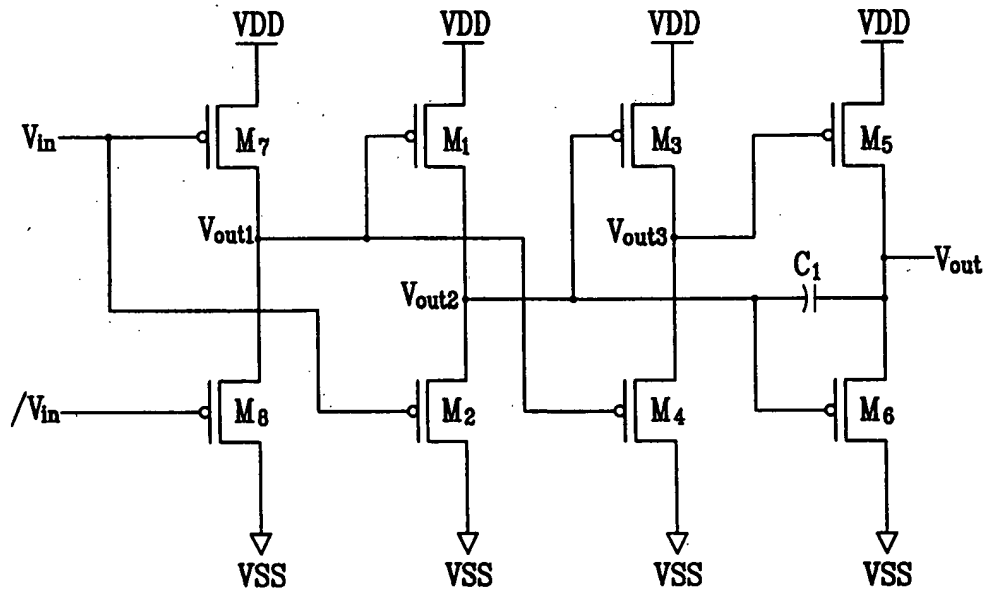 VDD VDD VDD VDD
Vin M7 M1 M3 M5
Vout1 Vout3
C1 Vout
Vout2
/Vin M8 M2 M4 M6
VSS VSS VSS VSS